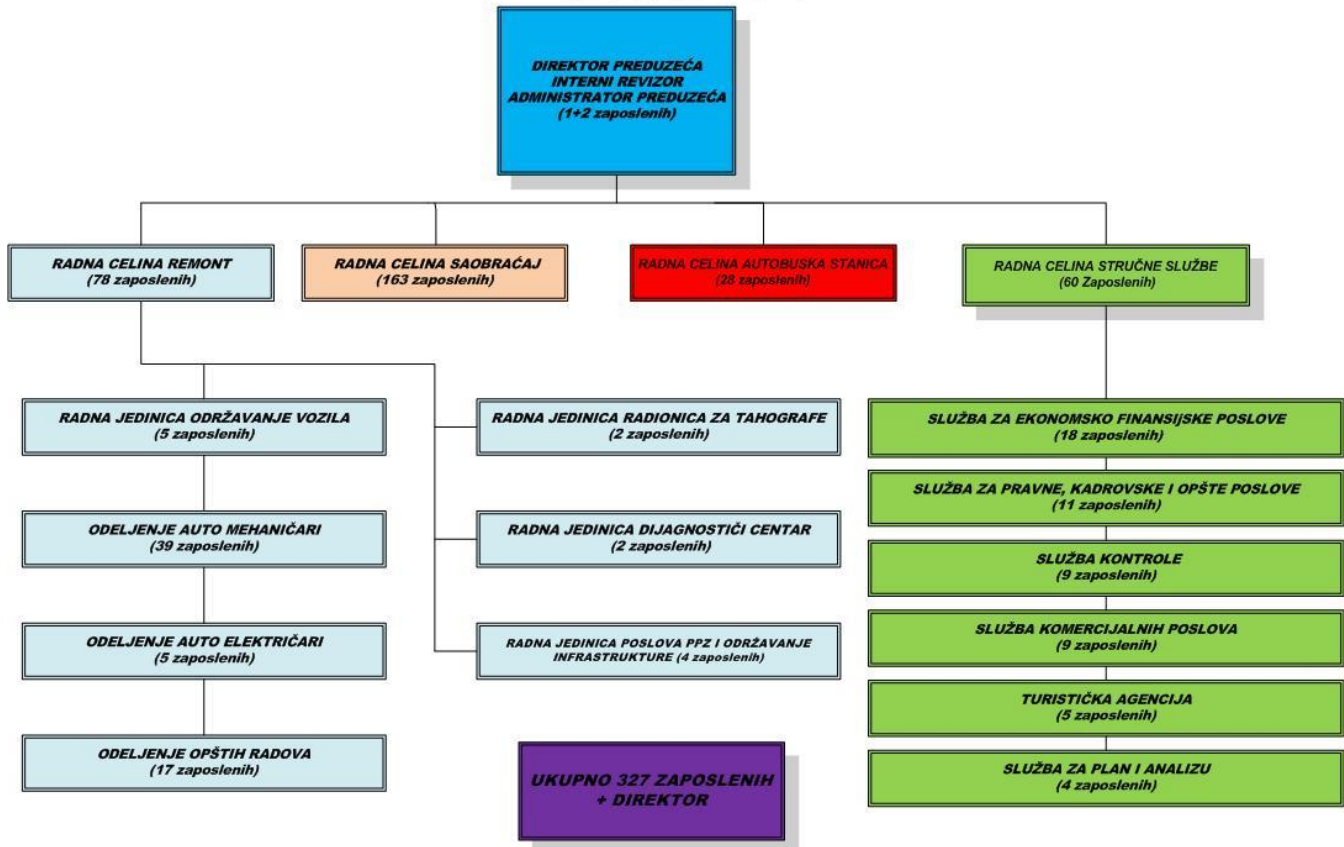 DIREKTOR PREDUZEĆA
INTERNI REVIZOR
ADMINISTRATOR PREDUZEĆA
(1+2 zaposlenih)
RADNA CELINA REMONT
(78 zaposlenih)
RADNA CELINA SAOBRAĆAJ
(163 zaposlenih)
RADNA CELINA AUTOBUSKA STANICA
(28 zaposlenih)
RADNA CELINA STRUČNE SLUŽBE
(60 Zaposlenih)
RADNA JEDINICA ODRŽAVANJE VOZILA
(5 zaposlenih)
ODELJENJE AUTO MEHANIČARI
(39 zaposlenih)
ODELJENJE AUTO ELEKTRIČARI
(5 zaposlenih)
ODELJENJE OPŠTIH RADOVA
(17 zaposlenih)
RADNA JEDINICA RADIONICA ZA TAHOGRAFE
(2 zaposlenih)
RADNA JEDINICA DIJAGNOSTIČI CENTAR
(2 zaposlenih)
RADNA JEDINICA POSLOVA PPZ I ODRŽAVANJE
INFRASTRUKTURE (4 zaposlenih)
SLUŽBA ZA EKONOMSKO FINANSIJSKE POSLOVE
(18 zaposlenih)
SLUŽBA ZA PRAVNE, KADROVSKE I OPŠTE POSLOVE
(11 zaposlenih)
SLUŽBA KONTROLE
(9 zaposlenih)
SLUŽBA KOMERCIJALNIH POSLOVA
(9 zaposlenih)
TURISTIČKA AGENCIJA
(5 zaposlenih)
SLUŽBA ZA PLAN I ANALIZU
(4 zaposlenih)
UKUPNO 327 ZAPOSLENIH
+ DIREKTOR